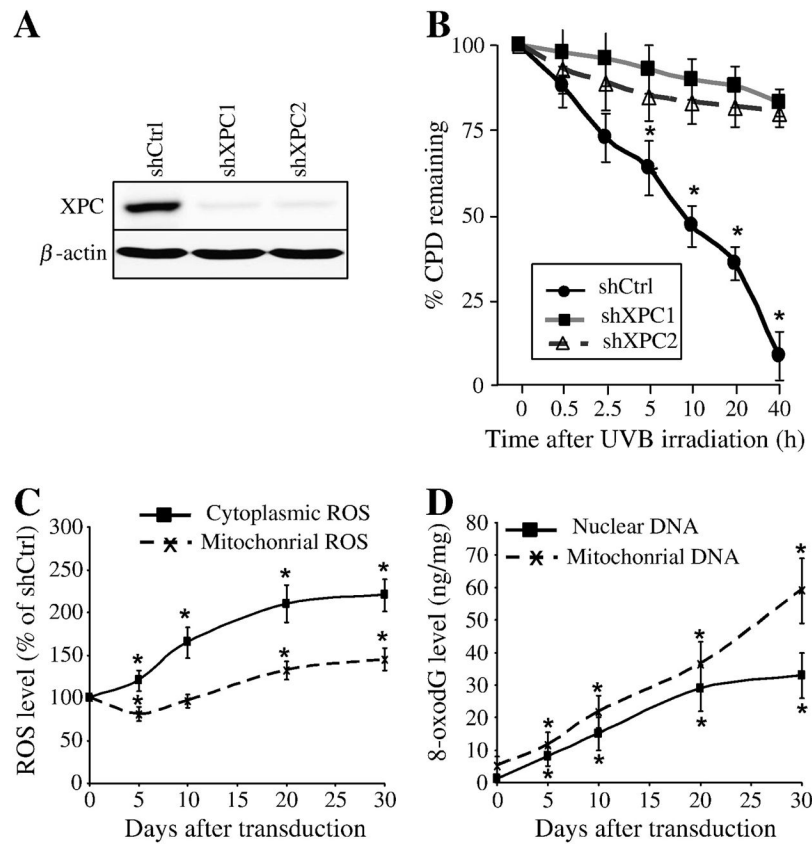 A
shCtrl
shXPC1
shXPC2
XPC
β-actin
B
% CPD remaining
100
75
50
25
0
*
*
*
*
shCtrl
shXPC1
shXPC2
0 0.5 2.5 5 10 20 40
Time after UVB irradiation (h)
C
ROS level (% of shCtrl)
300
250
200
150
100
50
0
Cytoplasmic ROS
Mitochonrial ROS
* * * *
* * *
0 5 10 15 20 25 30
Days after transduction
D
8-oxodG level (ng/mg)
80
70
60
50
40
30
20
10
0
Nuclear DNA
Mitochonrial DNA
* * * *
* * * *
0 5 10 15 20 25 30
Days after transduction